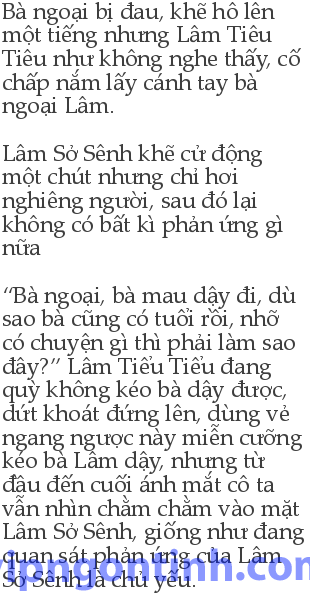 Bà ngoại bị đau, khẽ hô lên
một tiếng nhưng Lâm Tiêu
Tiêu như không nghe thấy, cố
chấp nắm lấy cánh tay bà
ngoại Lâm.
Lâm Sở Sênh khẽ cử động
một chút nhưng chỉ hơi
nghiêng người, sau đó lại
không có bất kì phản ứng gì
nữa
“Bà ngoại, bà mau dậy đi, dù
sao bà cũng có tuổi rồi, nhỡ
có chuyện gì thì phải làm sao
đây?” Lâm Tiểu Tiểu đang
quỳ không kéo bà dậy được,
dứt khoát đứng lên, dùng vẻ
ngang ngược này miễn cưỡng
kéo bà Lâm dậy, nhưng từ
đầu đến cuối ánh mắt cô ta
vẫn nhìn chằm chằm vào mặt
Lâm Sở Sênh, giống như đang
quan sát phản ứng của Lâm
Sở Sênh là chủ yếu.